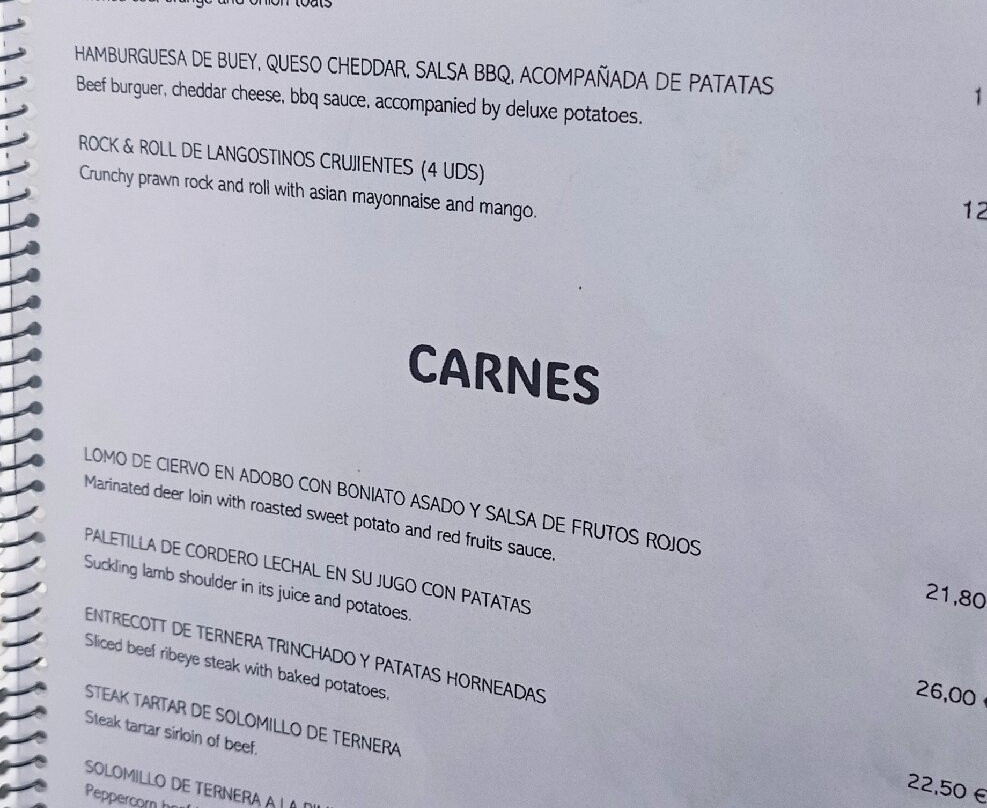 and onion toats
HAMBURGUESA DE BUEY, QUESO CHEDDAR, SALSA BBQ, ACOMPAÑADA DE PATATAS
Beef burguer, cheddar cheese, bbq sauce, accompanied by deluxe potatoes.
ROCK & ROLL DE LANGOSTINOS CRUJIENTES (4 UDS)
Crunchy prawn rock and roll with asian mayonnaise and mango.
12
CARNES
LOMO DE CIERVO EN ADOBO CON BONIATO ASADO Y SALSA DE FRUTOS ROJOS
Marinated deer loin with roasted sweet potato and red fruits sauce.
21,80
PALETILLA DE CORDERO LECHAL EN SU JUGO CON PATATAS
Suckling lamb shoulder in its juice and potatoes.
26,00 €
ENTRECOTT DE TERNERA TRINCHADO Y PATATAS HORNEADAS
Sliced beef ribeye steak with baked potatoes.
22,50 €
STEAK TARTAR DE SOLOMILLO DE TERNERA
Steak tartar sirloin of beef.
SOLOMILLO DE TERNERA A LA
Peppercorn